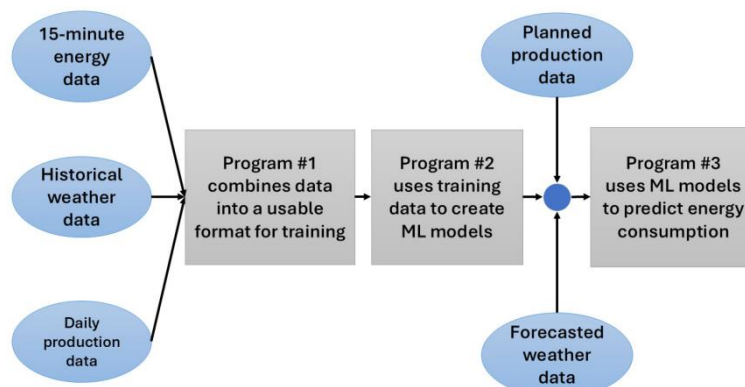 15-minute
energy
data
Historical
weather
data
Daily
production
data
Program #1
combines data
into a usable
format for training
Program #2
uses training
data to create
ML models
Planned
production
data
Forecasted
weather
data
Program #3
uses ML models
to predict energy
consumption